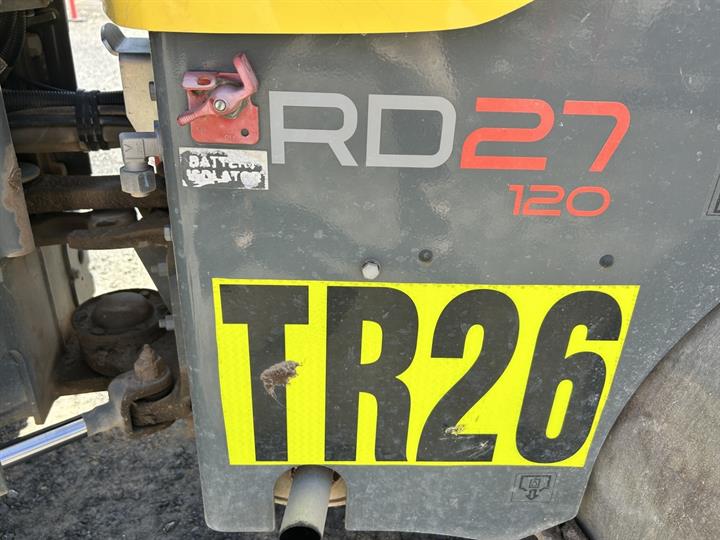 RD27
120
BATTERY
ISOLATOR
TR26